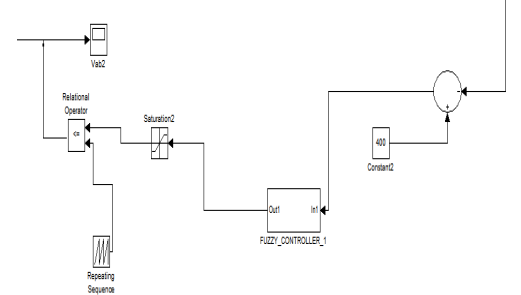 Vab2
Relational
Operator
<=
Saturation2
-
+
400
Constant2
Out1
In1
FUZZY_CONTROLLER_1
Repeating
Sequence